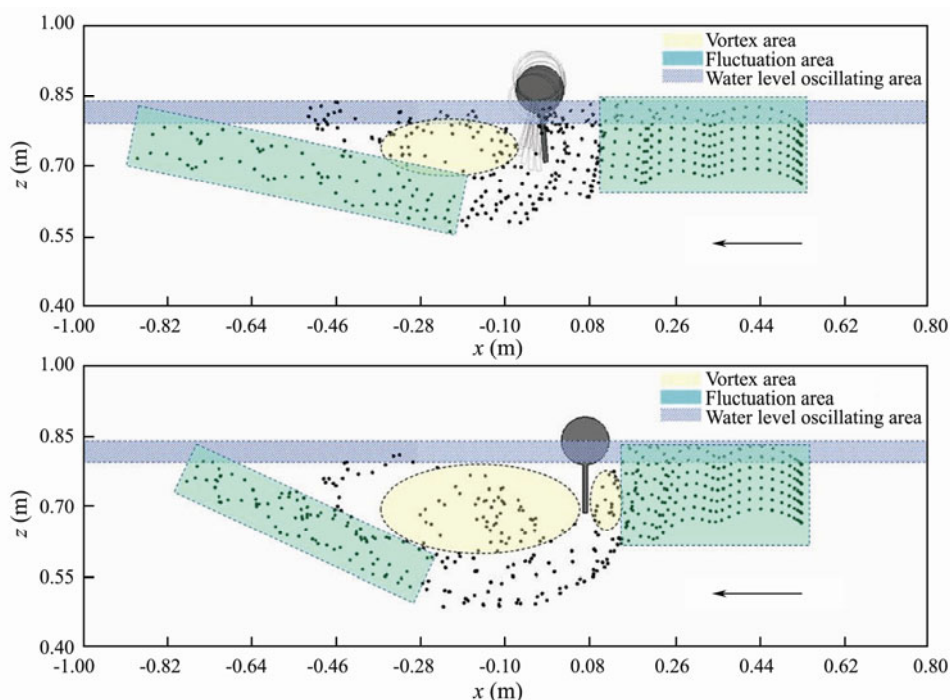 1.00
Vortex area
Fluctuation area
Water level oscillating area
0.85
z (m)
0.70
0.55
0.40
-1.00 -0.82 -0.64 -0.46 -0.28 -0.10 0.08 0.26 0.44 0.62 0.80
x (m)
1.00
Vortex area
Fluctuation area
Water level oscillating area
0.85
z (m)
0.70
0.55
0.40
-1.00 -0.82 -0.64 -0.46 -0.28 -0.10 0.08 0.26 0.44 0.62 0.80
x (m)